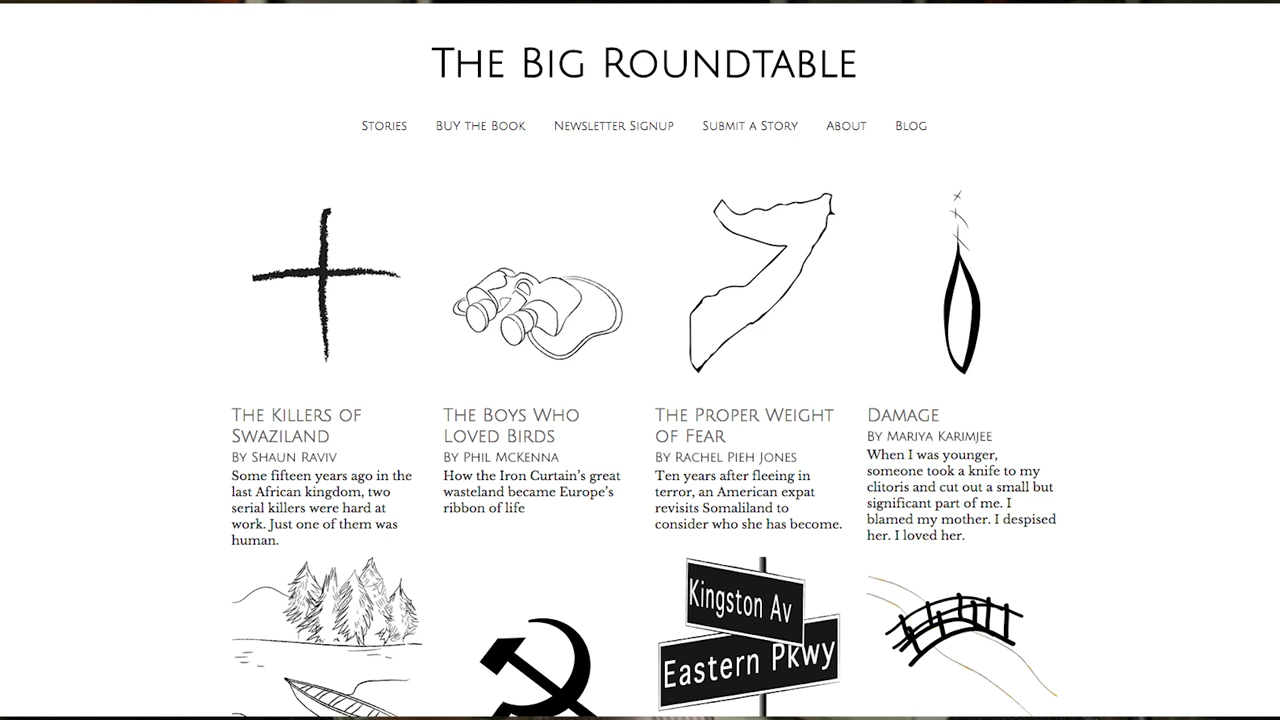 The Big Roundtable
Stories BUY the Book Newsletter Signup Submit a Story About Blog
The Killers of
Swaziland
by Shaun Raviv
Some fifteen years ago in the
last African kingdom, two
serial killers were hard at
work. Just one of them was
human.
The Boys Who
Loved Birds
by Phil McKenna
How the Iron Curtain's great
wasteland became Europe's
ribbon of life
The Proper Weight
of Fear
by Rachel Pieh Jones
Ten years after fleeing in
terror, an American expat
revisits Somaliland to
consider who she has become.
Damage
by Mariya Karimjee
When I was younger,
someone took a knife to my
clitoris and cut out a small but
significant part of me. I
blamed my mother. I despised
her. I loved her.
Kingston Av
Eastern Pkwy